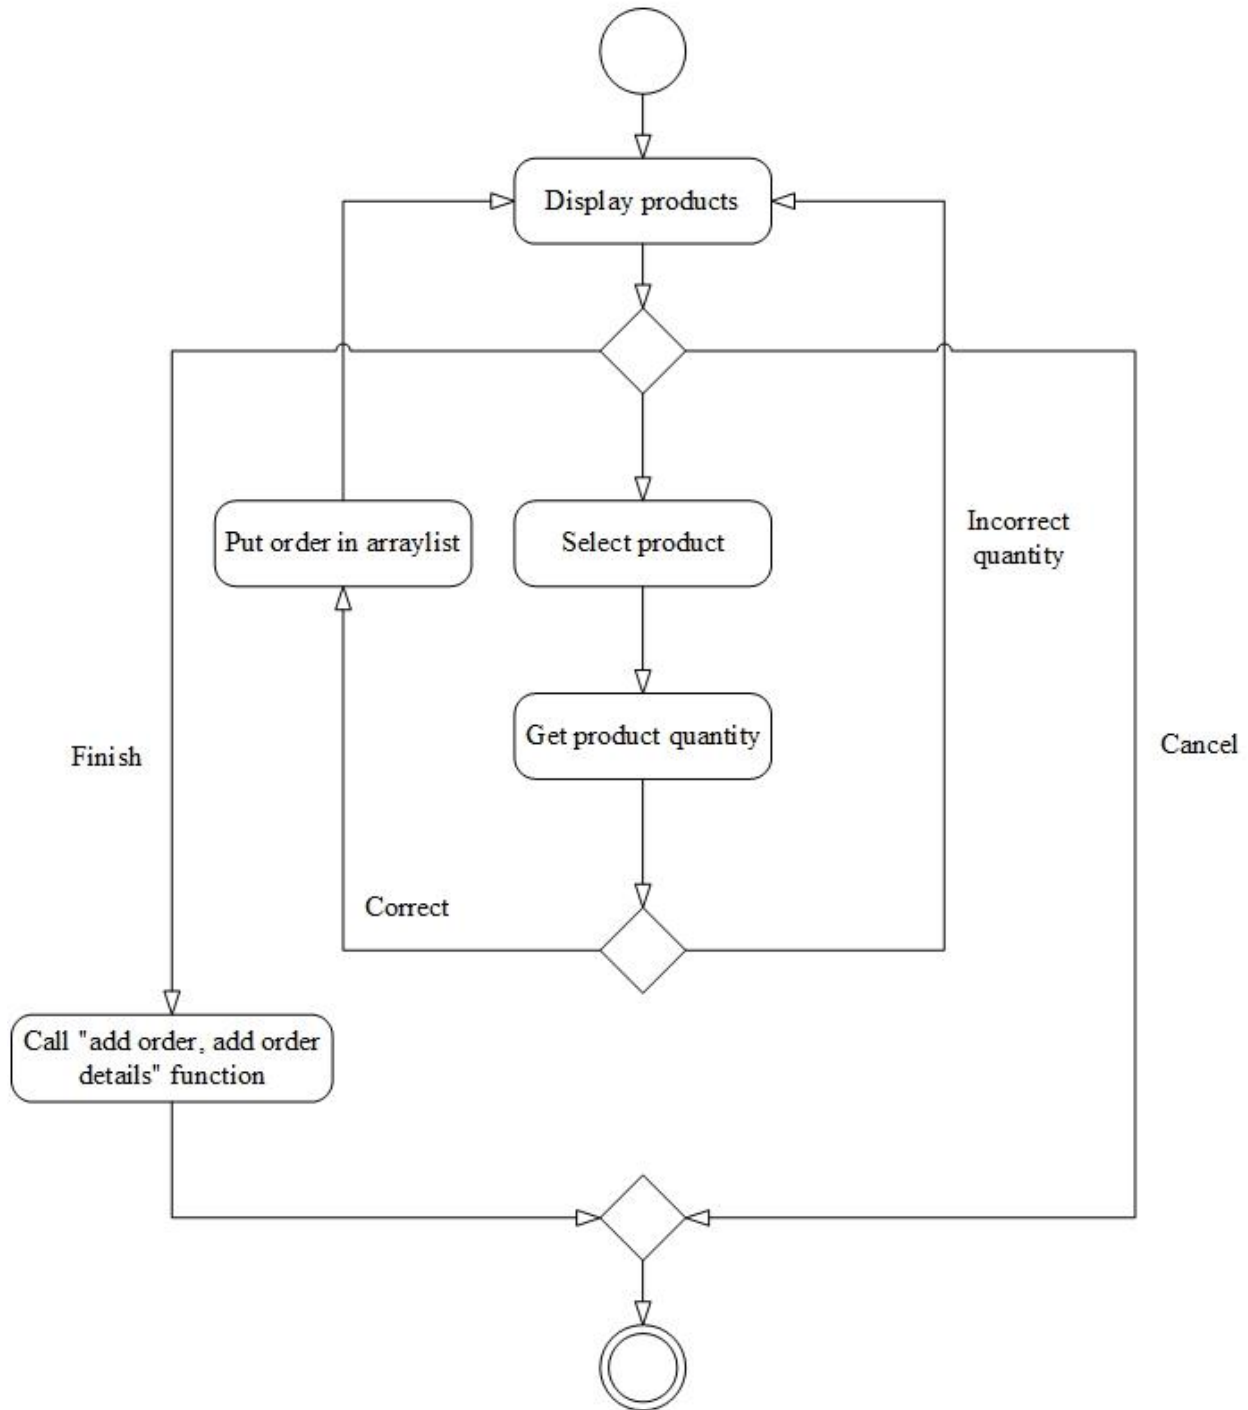 Display products
Put order in arraylist
Select product
Incorrect
quantity
Get product quantity
Finish
Cancel
Correct
Call "add order, add order
details" function